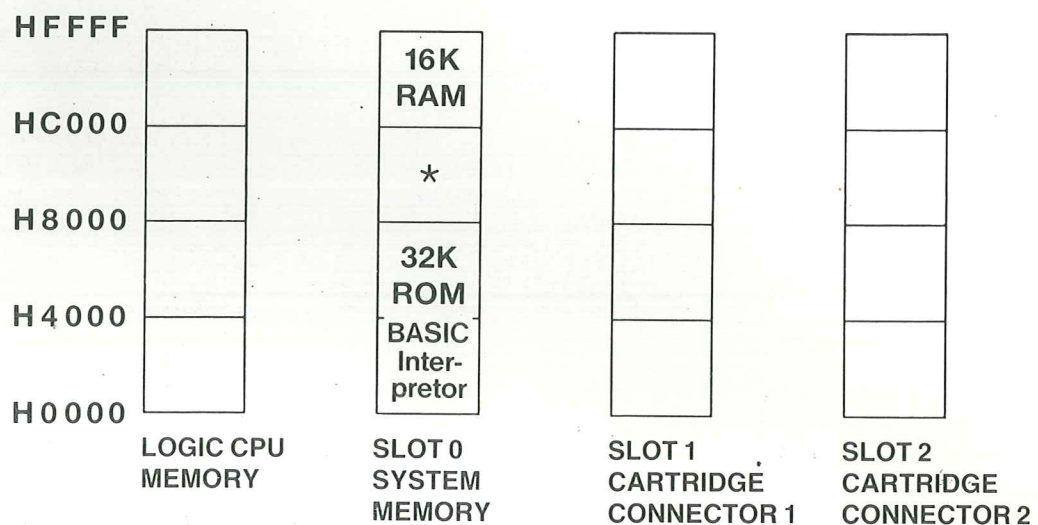 HFFFF
16K
RAM
HC000
*
H8000
32K
ROM
H4000
BASIC
Inter-
pretor
H0000
LOGIC CPU
MEMORY
SLOT 0
SYSTEM
MEMORY
SLOT 1
CARTRIDGE
CONNECTOR 1
SLOT 2
CARTRIDGE
CONNECTOR 2